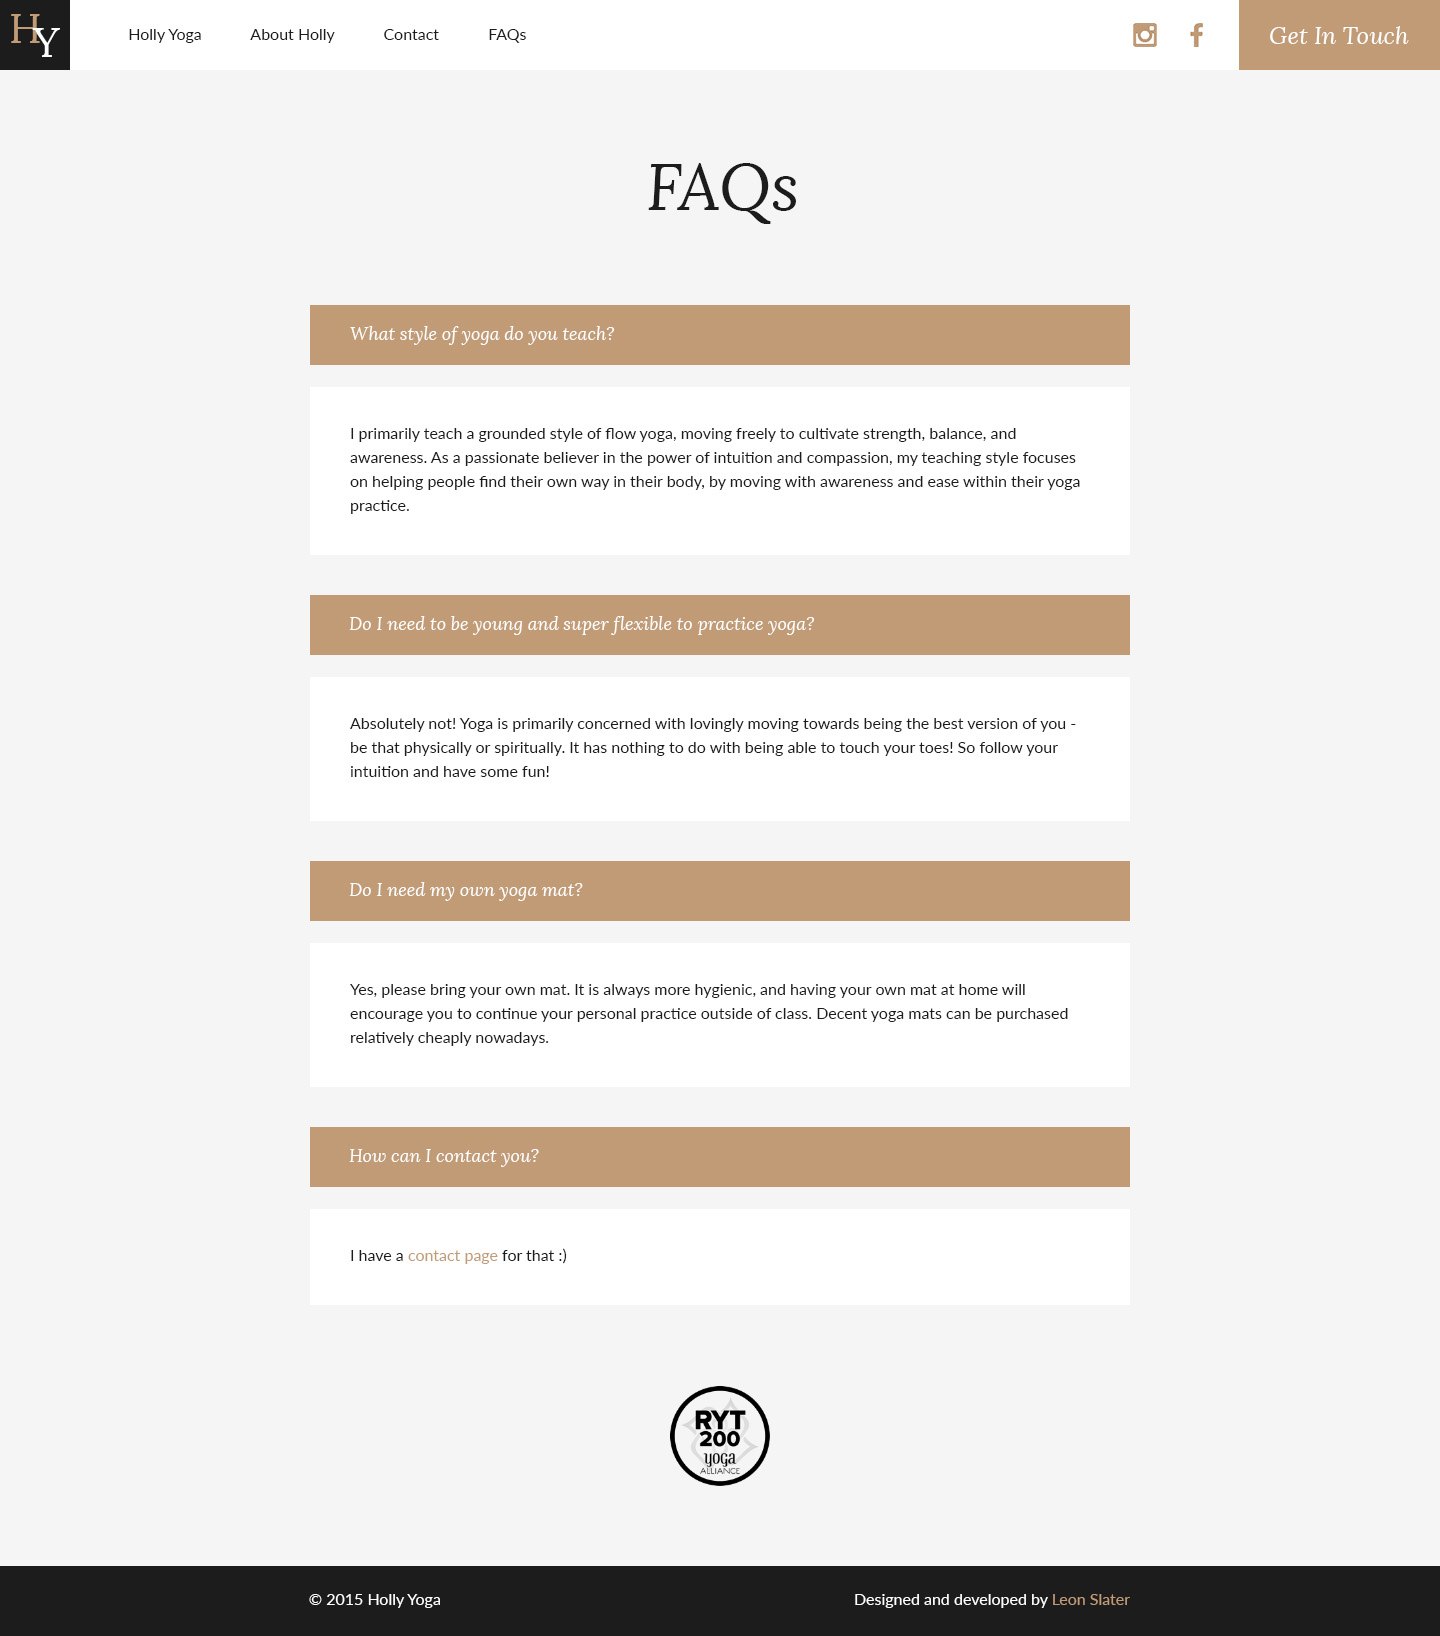 HY
Holly Yoga
About Holly
Contact
FAQs
Get In Touch
FAQs
What style of yoga do you teach?
I primarily teach a grounded style of flow yoga, moving freely to cultivate strength, balance, and
awareness. As a passionate believer in the power of intuition and compassion, my teaching style focuses
on helping people find their own way in their body, by moving with awareness and ease within their yoga
practice.
Do I need to be young and super flexible to practice yoga?
Absolutely not! Yoga is primarily concerned with lovingly moving towards being the best version of you -
be that physically or spiritually. It has nothing to do with being able to touch your toes! So follow your
intuition and have some fun!
Do I need my own yoga mat?
Yes, please bring your own mat. It is always more hygienic, and having your own mat at home will
encourage you to continue your personal practice outside of class. Decent yoga mats can be purchased
relatively cheaply nowadays.
How can I contact you?
I have a contact page for that :)
RYT
200
yoga
ALLIANCE
© 2015 Holly Yoga
Designed and developed by Leon Slater